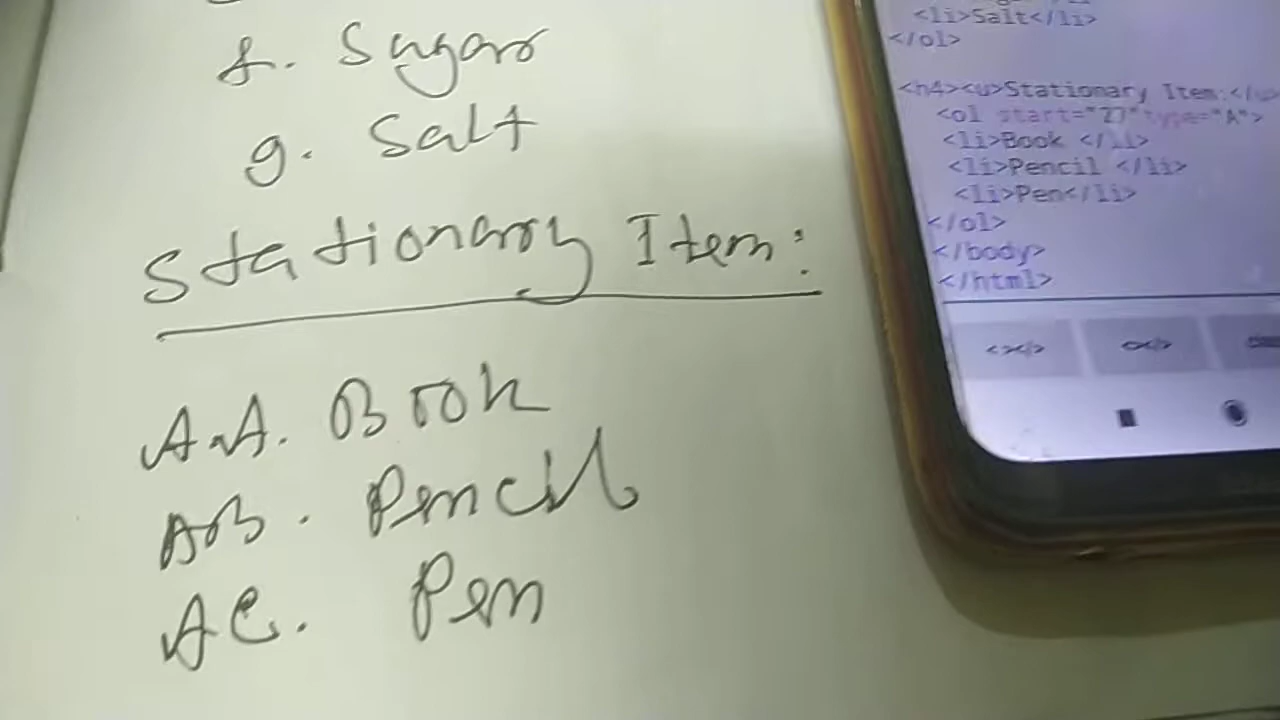 f. Sugar
g. Salt
Stationary Item:
A.A. Book
AB. Pencil
AC. Pen
<li>Salt</li>
</ol>
<h4><u>Stationary Item:</u>
<ol start="27"type="A">
<li>Book </li>
<li>Pencil </li>
<li>Pen</li>
</ol>
</body>
</html>
<></>